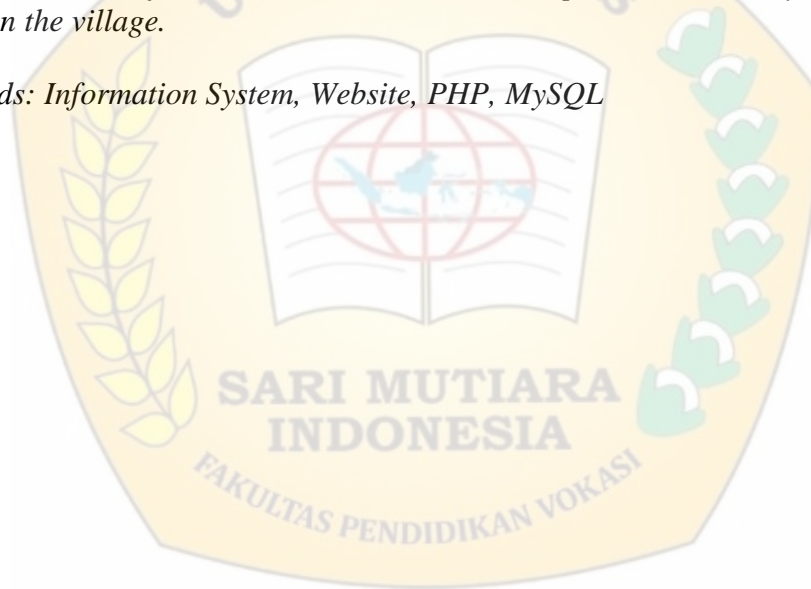 n the village.
ds: Information System, Website, PHP, MySQL
SARI MUTIARA
INDONESIA
FAKULTAS PENDIDIKAN VOKASI